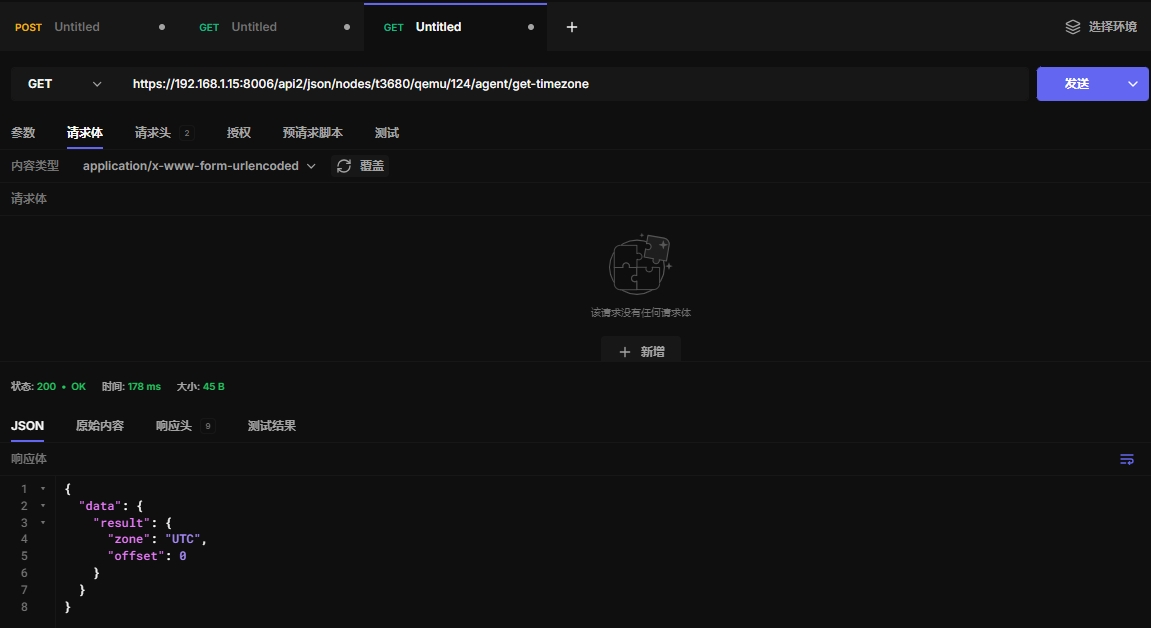 POST Untitled GET Untitled GET Untitled 选择环境
GET https://192.168.1.15:8006/api2/json/nodes/t3680/qemu/124/agent/get-timezone 发送
参数 请求体 请求头 2 授权 预请求脚本 测试
内容类型 application/x-www-form-urlencoded 覆盖
请求体
该请求没有任何请求体
新增
状态: 200 • OK 时间: 178 ms 大小: 45 B
JSON 原始内容 响应头 9 测试结果
响应体
1 {
2 "data": {
3 "result": {
4 "zone": "UTC",
5 "offset": 0
6 }
7 }
8 }